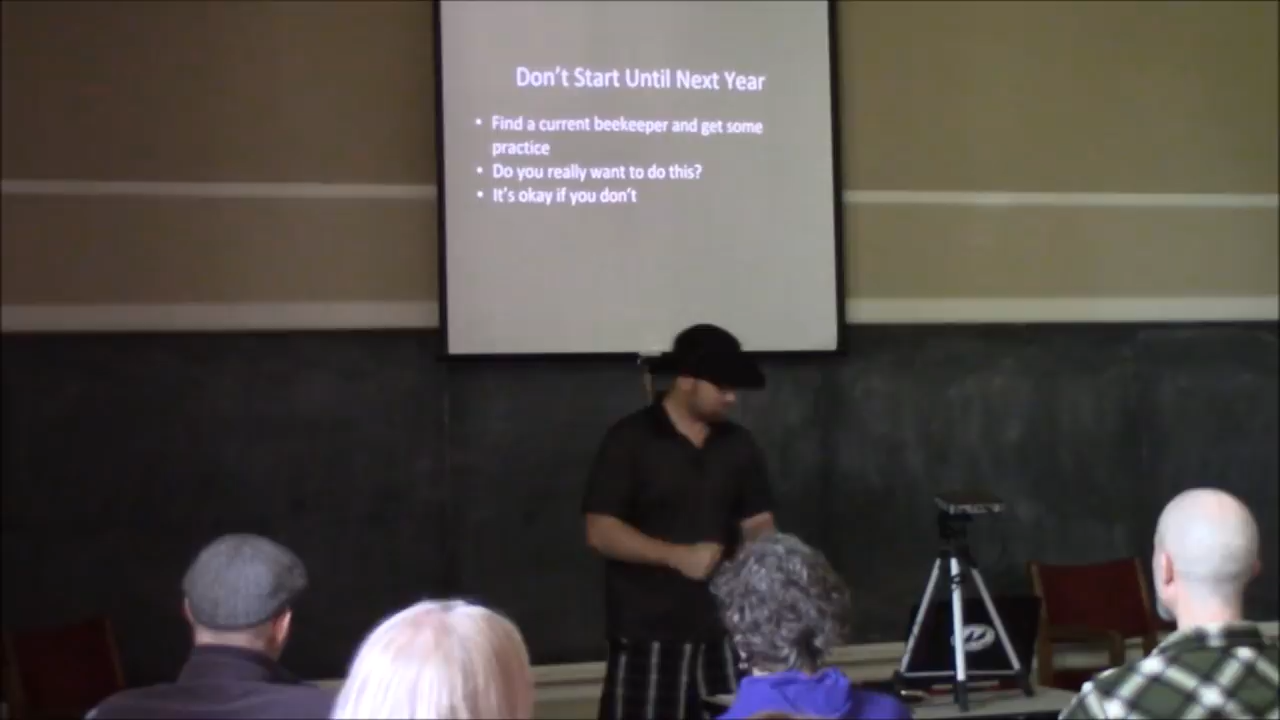 Don't Start Until Next Year
• Find a current beekeeper and get some
practice
• Do you really want to do this?
• It's okay if you don't